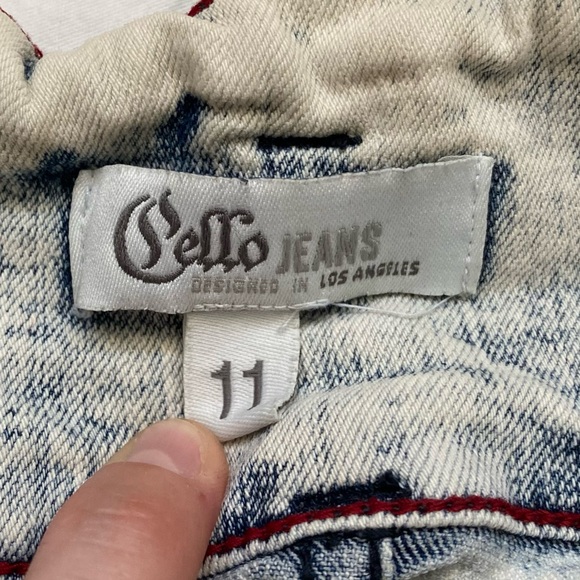 Cello JEANS
DESIGNED IN LOS ANGELES
11